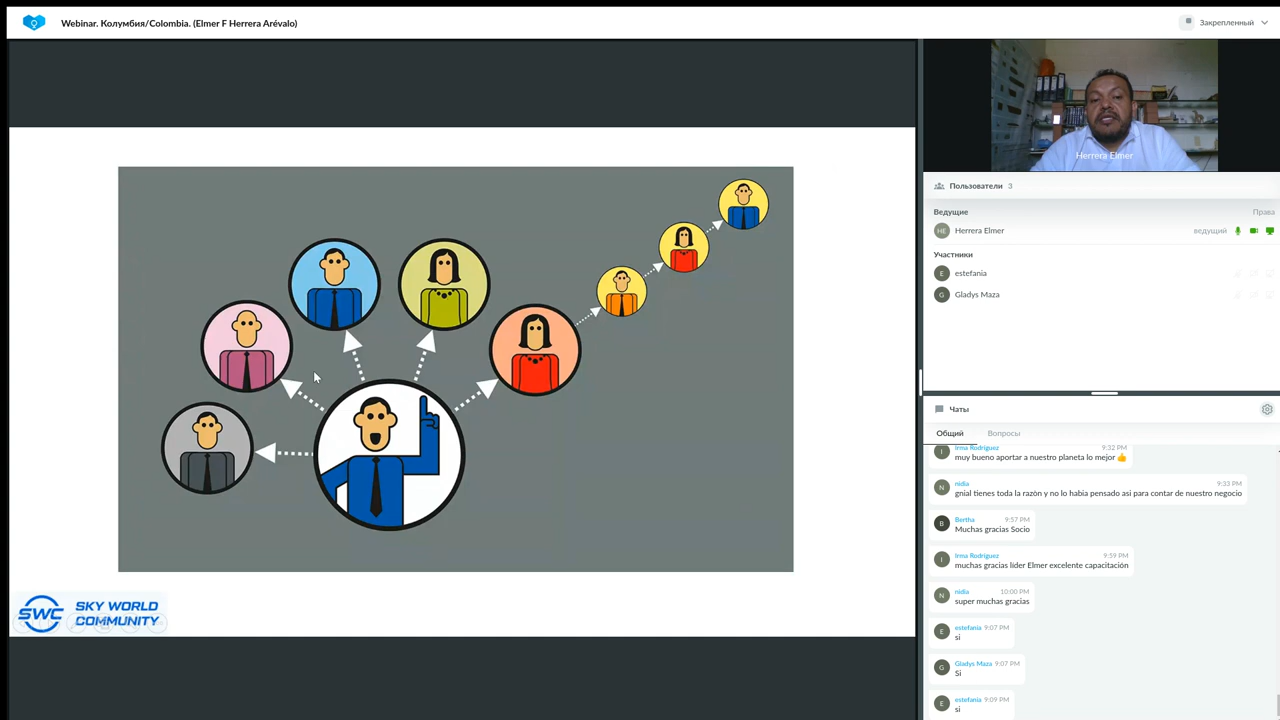 Webinar. Колумбия/Colombia. (Elmer F Herrera Arévalo)
Закрепленный
Herrera Elmer
Пользователи 3
Ведущие Права
HE Herrera Elmer ведущий
Участники
E estefania
G Gladys Maza
Чаты
Общий Вопросы
I Irma Rodriguez 9:32 PM
muy bueno aportar a nuestro planeta lo mejor 👍
N nidia 9:33 PM
gnial tienes toda la razòn y no lo habia pensado asi para contar de nuestro negocio
B Bertha 9:57 PM
Muchas gracias Socio
I Irma Rodriguez 9:59 PM
muchas gracias líder Elmer excelente capacitación
N nidia 10:00 PM
super muchas gracias
E estefania 9:07 PM
si
G Gladys Maza 9:07 PM
Si
E estefania 9:09 PM
si
SWC SKY WORLD
COMMUNITY